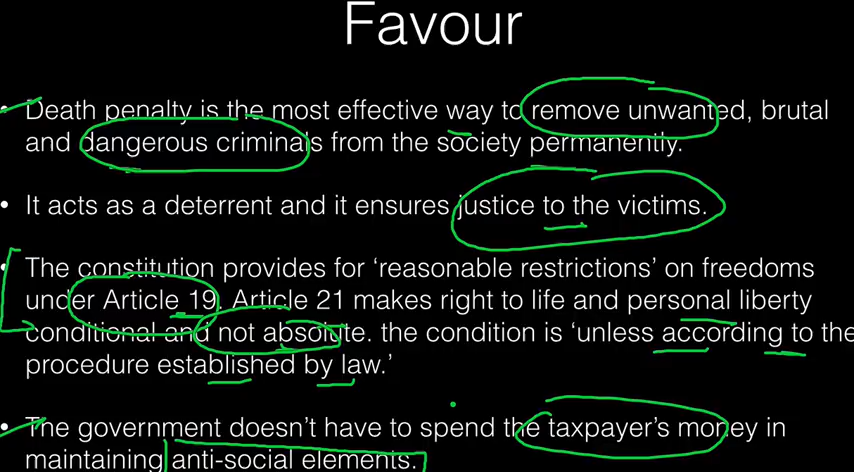 Favour
• Death penalty is the most effective way to remove unwanted, brutal
and dangerous criminals from the society permanently.
• It acts as a deterrent and it ensures justice to the victims.
• The constitution provides for ‘reasonable restrictions’ on freedoms
under Article 19. Article 21 makes right to life and personal liberty
conditional and not absolute. the condition is ‘unless according to the
procedure established by law.’
• The government doesn’t have to spend the taxpayer’s money in
maintaining anti-social elements.